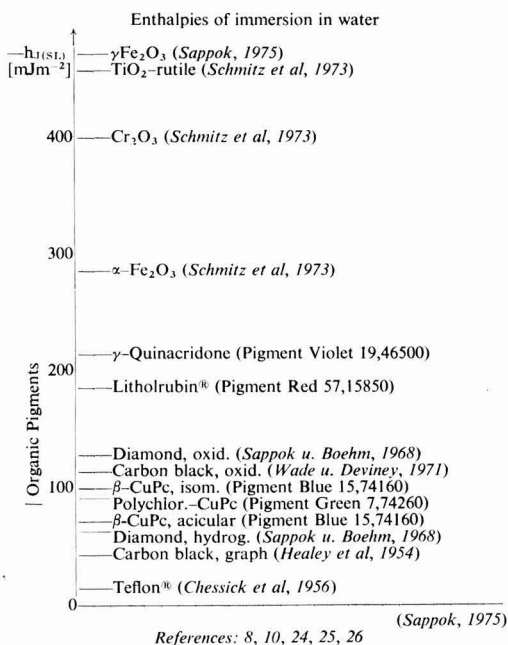 Enthalpies of immersion in water
—hJ(SL)
[mJm⁻²]
γFe₂O₃ (Sappok, 1975)
TiO₂–rutile (Schmitz et al, 1973)
400
Cr₂O₃ (Schmitz et al, 1973)
300
α–Fe₂O₃ (Schmitz et al, 1973)
γ–Quinacridone (Pigment Violet 19,46500)
200
Litholrubin® (Pigment Red 57,15850)
Organic Pigments
Diamond, oxid. (Sappok u. Boehm, 1968)
Carbon black, oxid. (Wade u. Deviney, 1971)
100
β–CuPc, isom. (Pigment Blue 15,74160)
Polychlor.–CuPc (Pigment Green 7,74260)
β-CuPc, acicular (Pigment Blue 15,74160)
Diamond, hydrog. (Sappok u. Boehm, 1968)
Carbon black, graph (Healey et al, 1954)
Teflon® (Chessick et al, 1956)
0
(Sappok, 1975)
References: 8, 10, 24, 25, 26